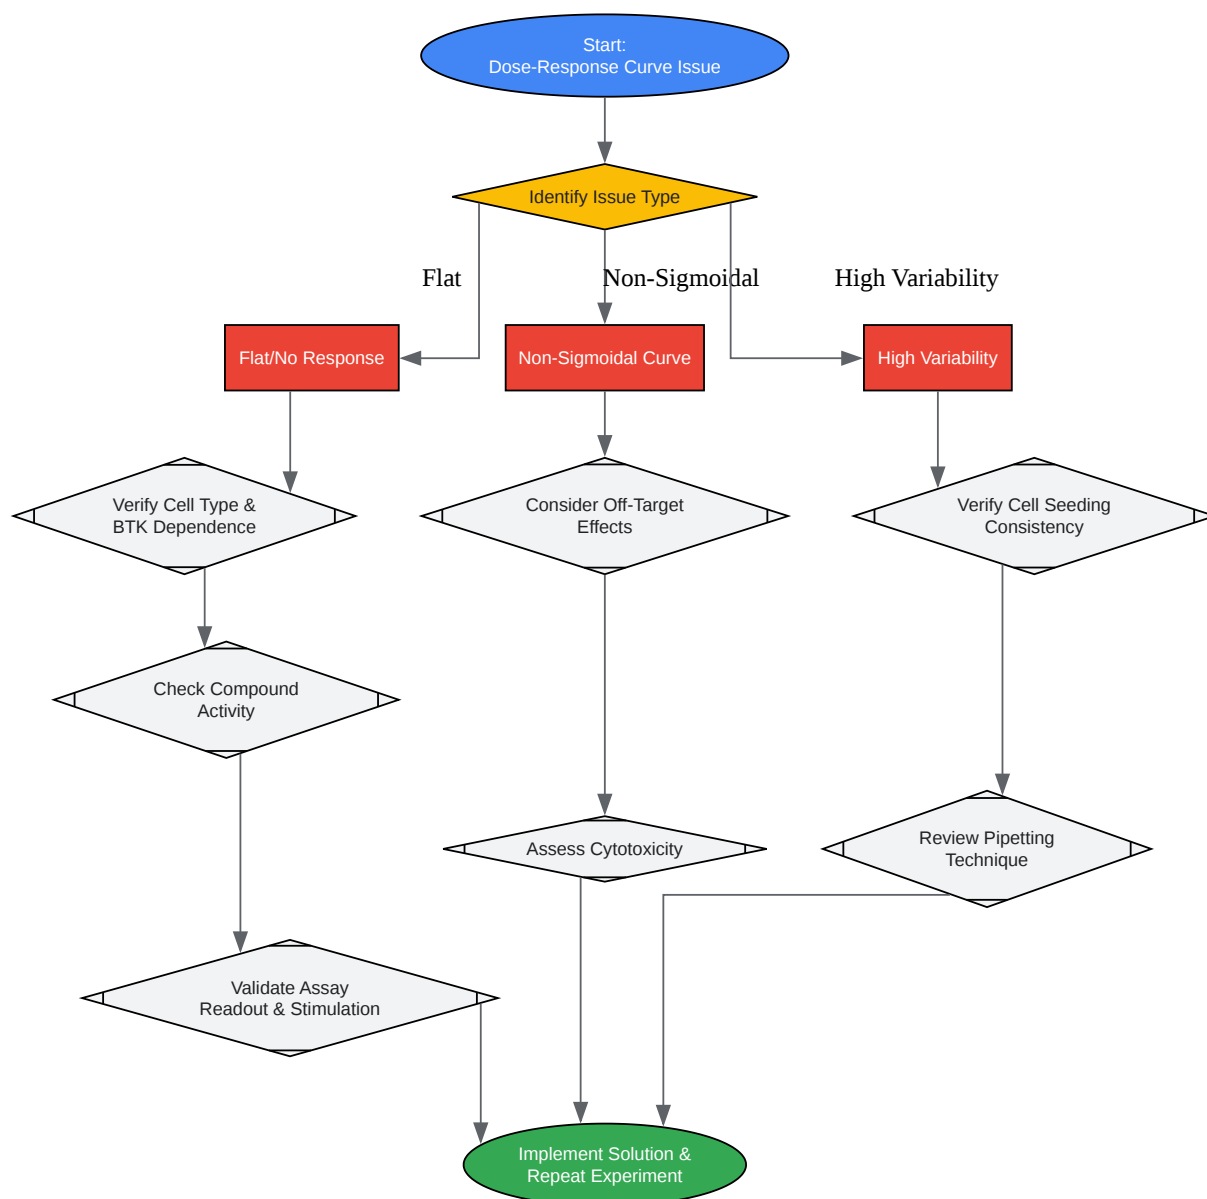 Start:
Dose-Response Curve Issue
Identify Issue Type
Flat
Non-Sigmoidal
High Variability
Flat/No Response
Non-Sigmoidal Curve
High Variability
Verify Cell Type &
BTK Dependence
Consider Off-Target
Effects
Verify Cell Seeding
Consistency
Check Compound
Activity
Assess Cytotoxicity
Review Pipetting
Technique
Validate Assay
Readout & Stimulation
Implement Solution &
Repeat Experiment